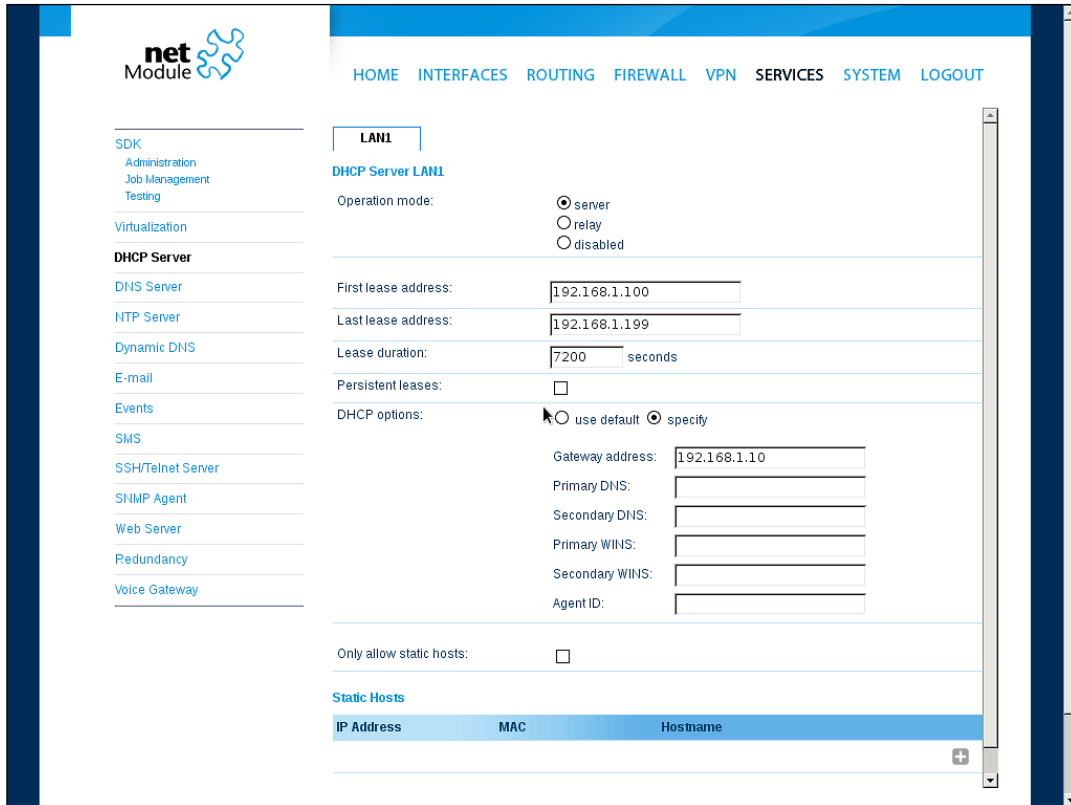 net
Module
HOME INTERFACES ROUTING FIREWALL VPN SERVICES SYSTEM LOGOUT
SDK
Administration
Job Management
Testing
Virtualization
DHCP Server
DNS Server
NTP Server
Dynamic DNS
E-mail
Events
SMS
SSH/Telnet Server
SNMP Agent
Web Server
Redundancy
Voice Gateway
LAN1
DHCP Server LAN1
Operation mode: server
relay
disabled
First lease address: 192.168.1.100
Last lease address: 192.168.1.199
Lease duration: 7200 seconds
Persistent leases:
DHCP options: use default specify
Gateway address: 192.168.1.10
Primary DNS:
Secondary DNS:
Primary WINS:
Secondary WINS:
Agent ID:
Only allow static hosts:
Static Hosts
IP Address MAC Hostname